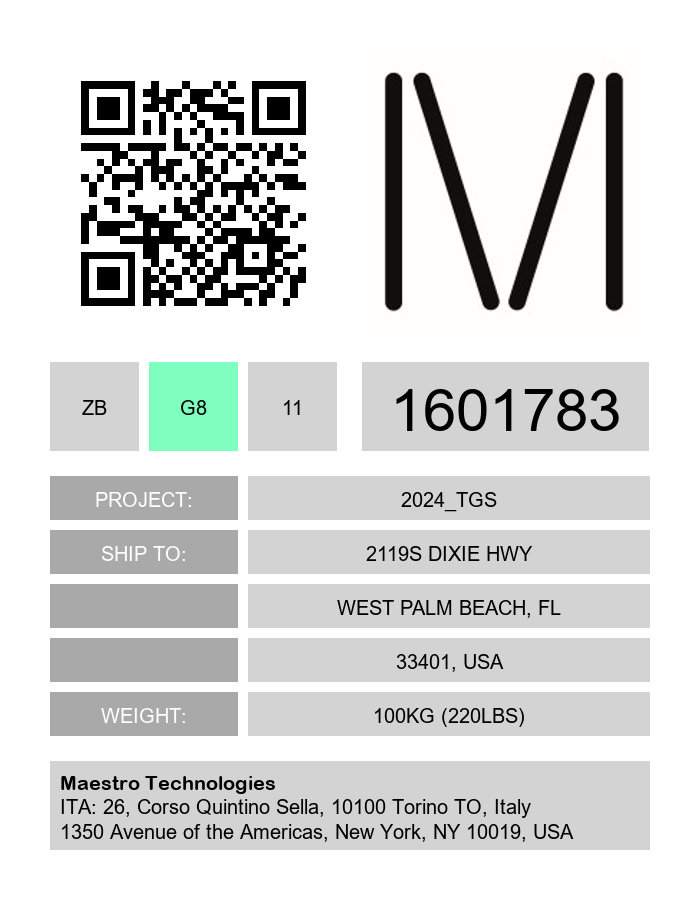 M
ZB G8 11 1601783
PROJECT: 2024_TGS
SHIP TO: 2119S DIXIE HWY
WEST PALM BEACH, FL
33401, USA
WEIGHT: 100KG (220LBS)
Maestro Technologies
ITA: 26, Corso Quintino Sella, 10100 Torino TO, Italy
1350 Avenue of the Americas, New York, NY 10019, USA